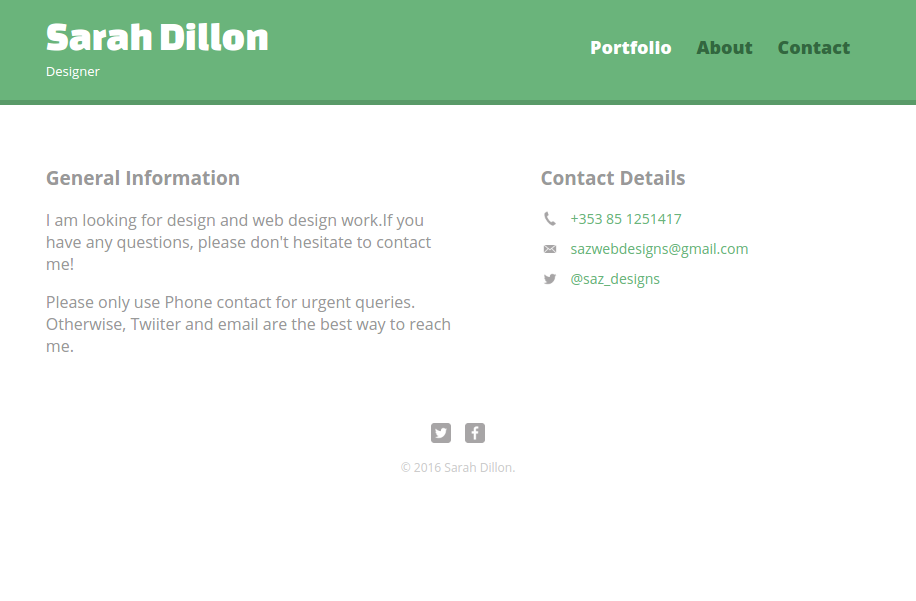 Sarah Dillon
Designer
Portfolio About Contact
General Information
I am looking for design and web design work.If you
have any questions, please don't hesitate to contact
me!
Please only use Phone contact for urgent queries.
Otherwise, Twiiter and email are the best way to reach
me.
Contact Details
+353 85 1251417
sazwebdesigns@gmail.com
@saz_designs
© 2016 Sarah Dillon.